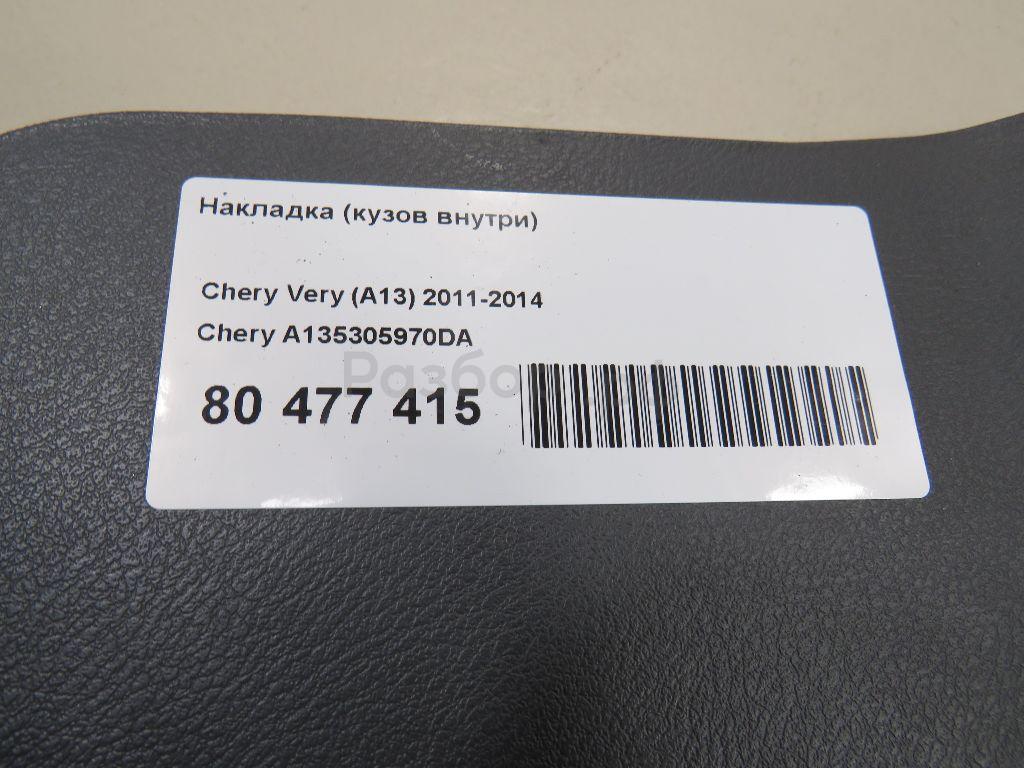 Накладка (кузов внутри)
Chery Very (A13) 2011-2014
Chery A135305970DA
80 477 415